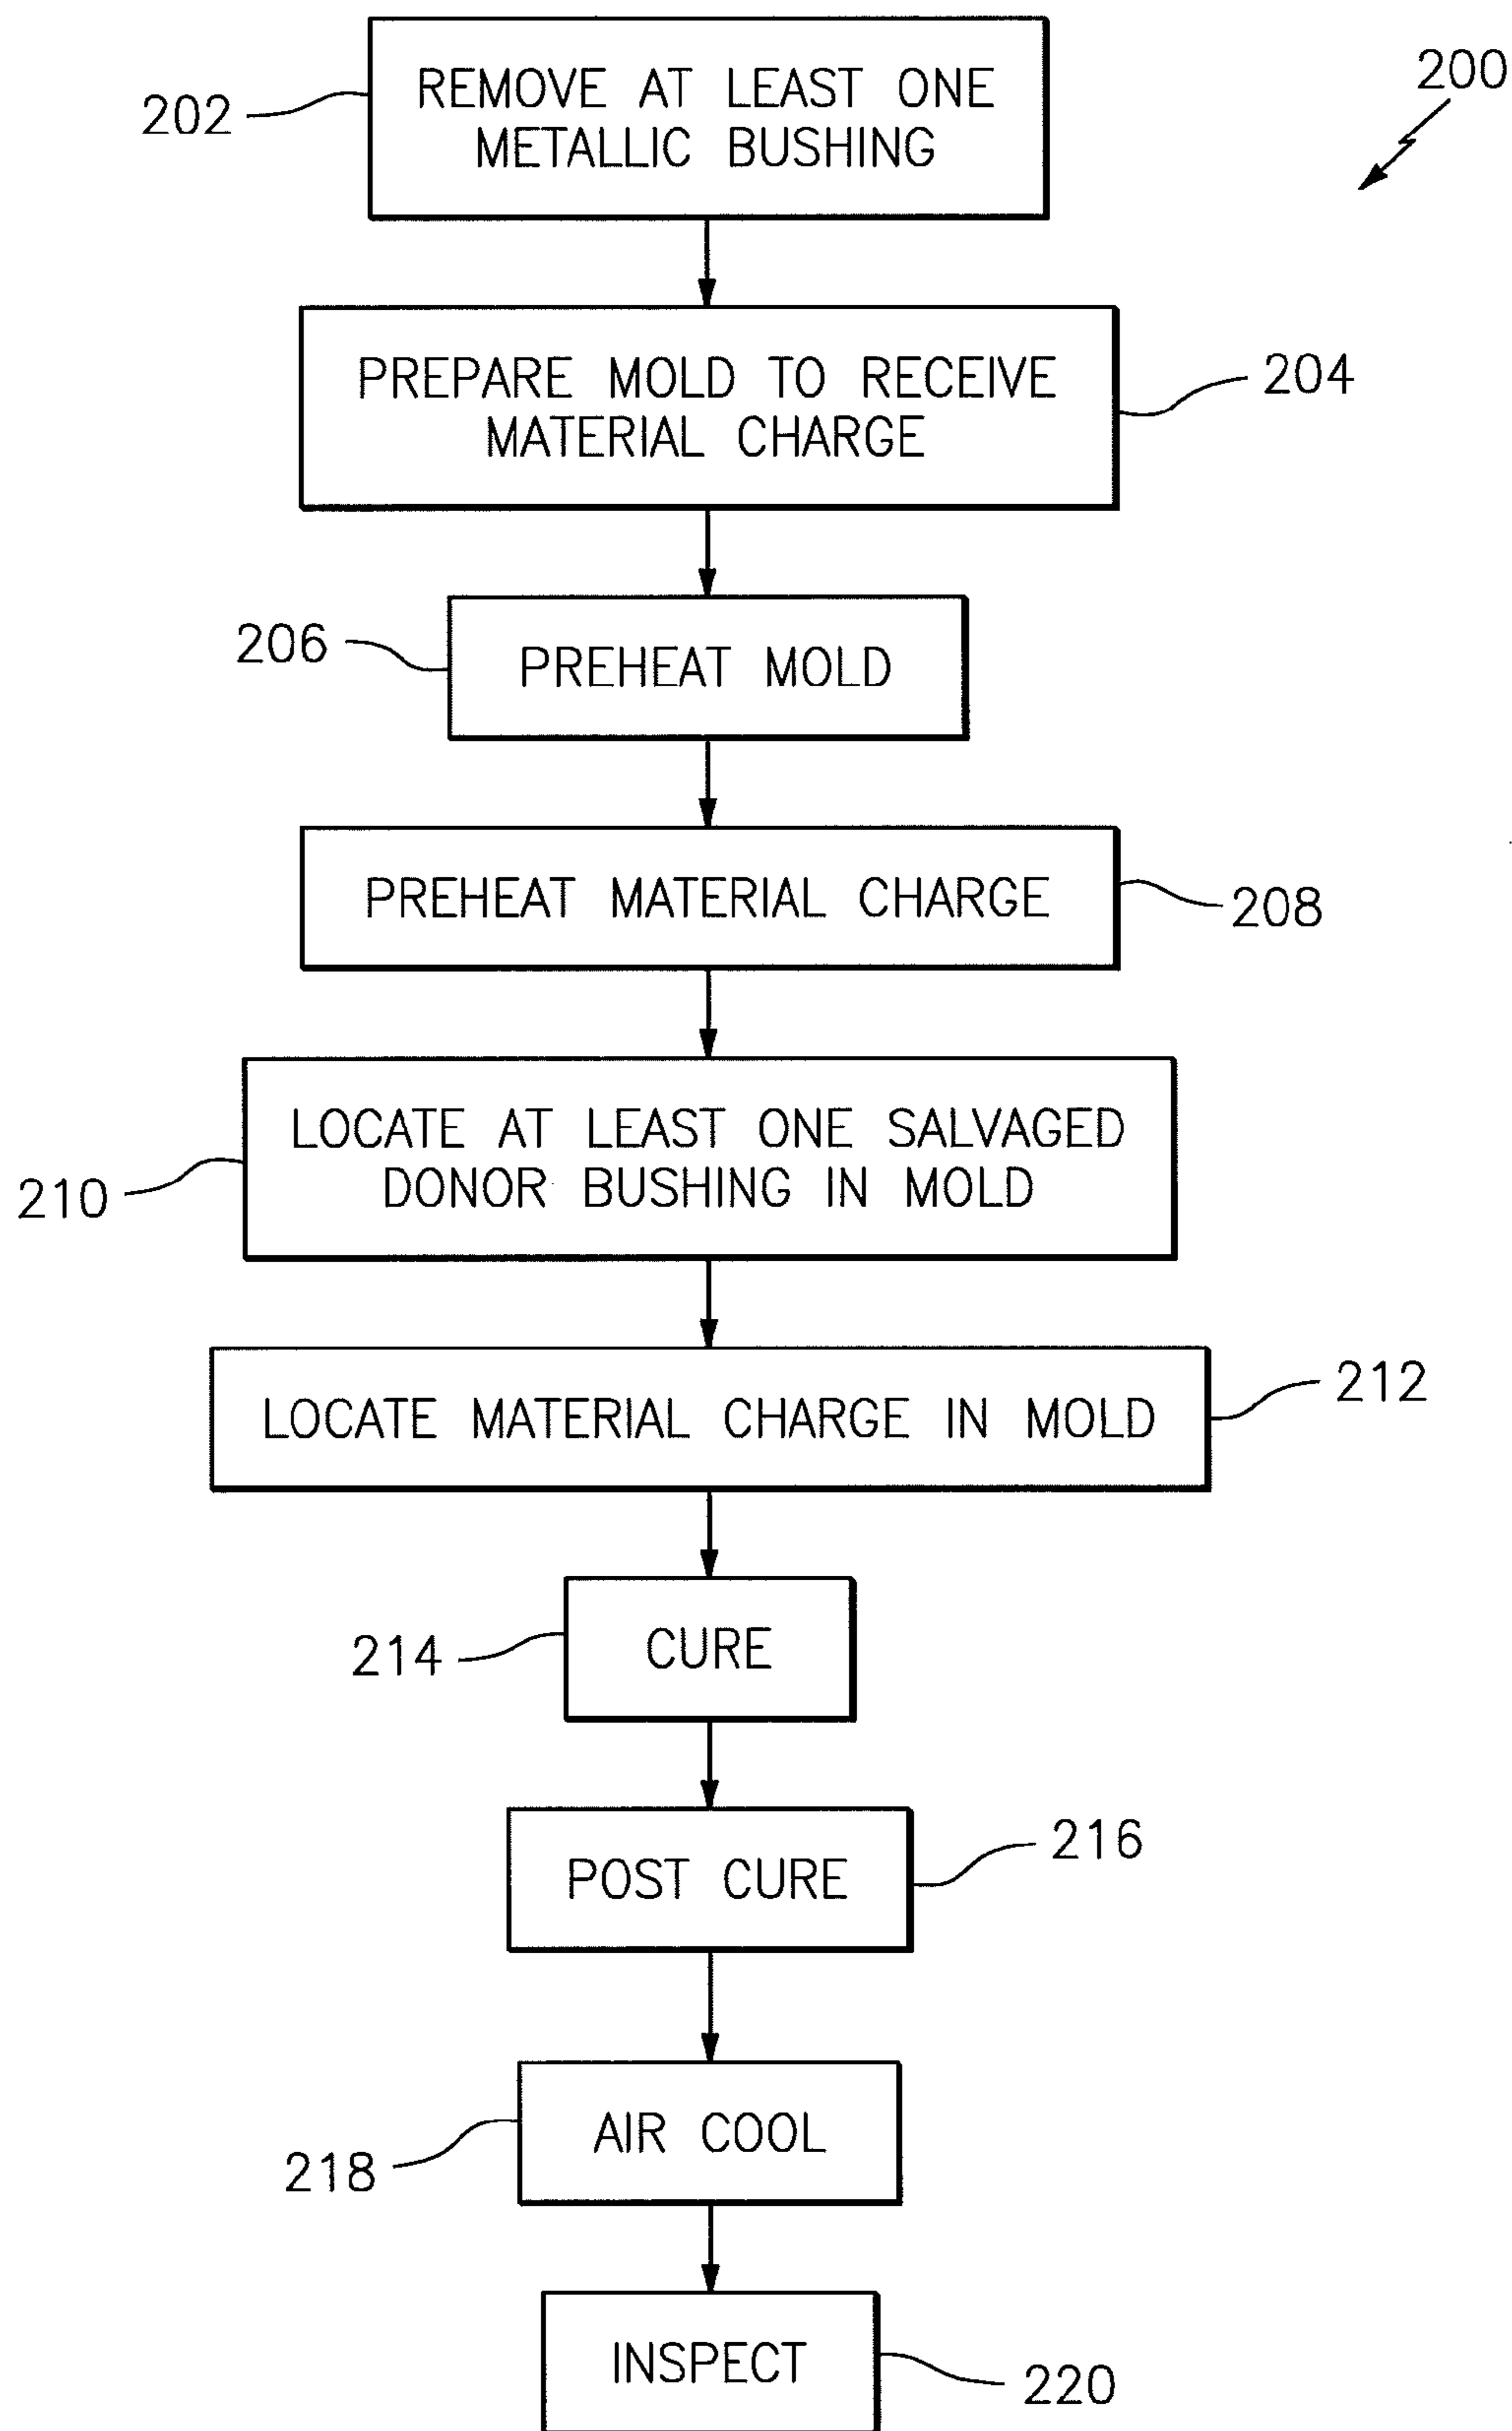 200
202
REMOVE AT LEAST ONE
METALLIC BUSHING
PREPARE MOLD TO RECEIVE
MATERIAL CHARGE
204
206
PREHEAT MOLD
PREHEAT MATERIAL CHARGE
208
LOCATE AT LEAST ONE SALVAGED
DONOR BUSHING IN MOLD
210
LOCATE MATERIAL CHARGE IN MOLD
212
214
CURE
POST CURE
216
AIR COOL
218
INSPECT
220